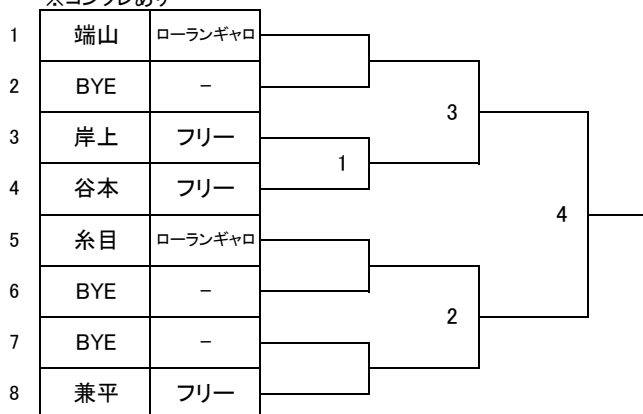 ※コンソレあり
1 端山 ローランギャロ
2 BYE −
3 岸上 フリー
3
1
4 谷本 フリー
4
5 糸目 ローランギャロ
6 BYE −
2
7 BYE −
8 兼平 フリー